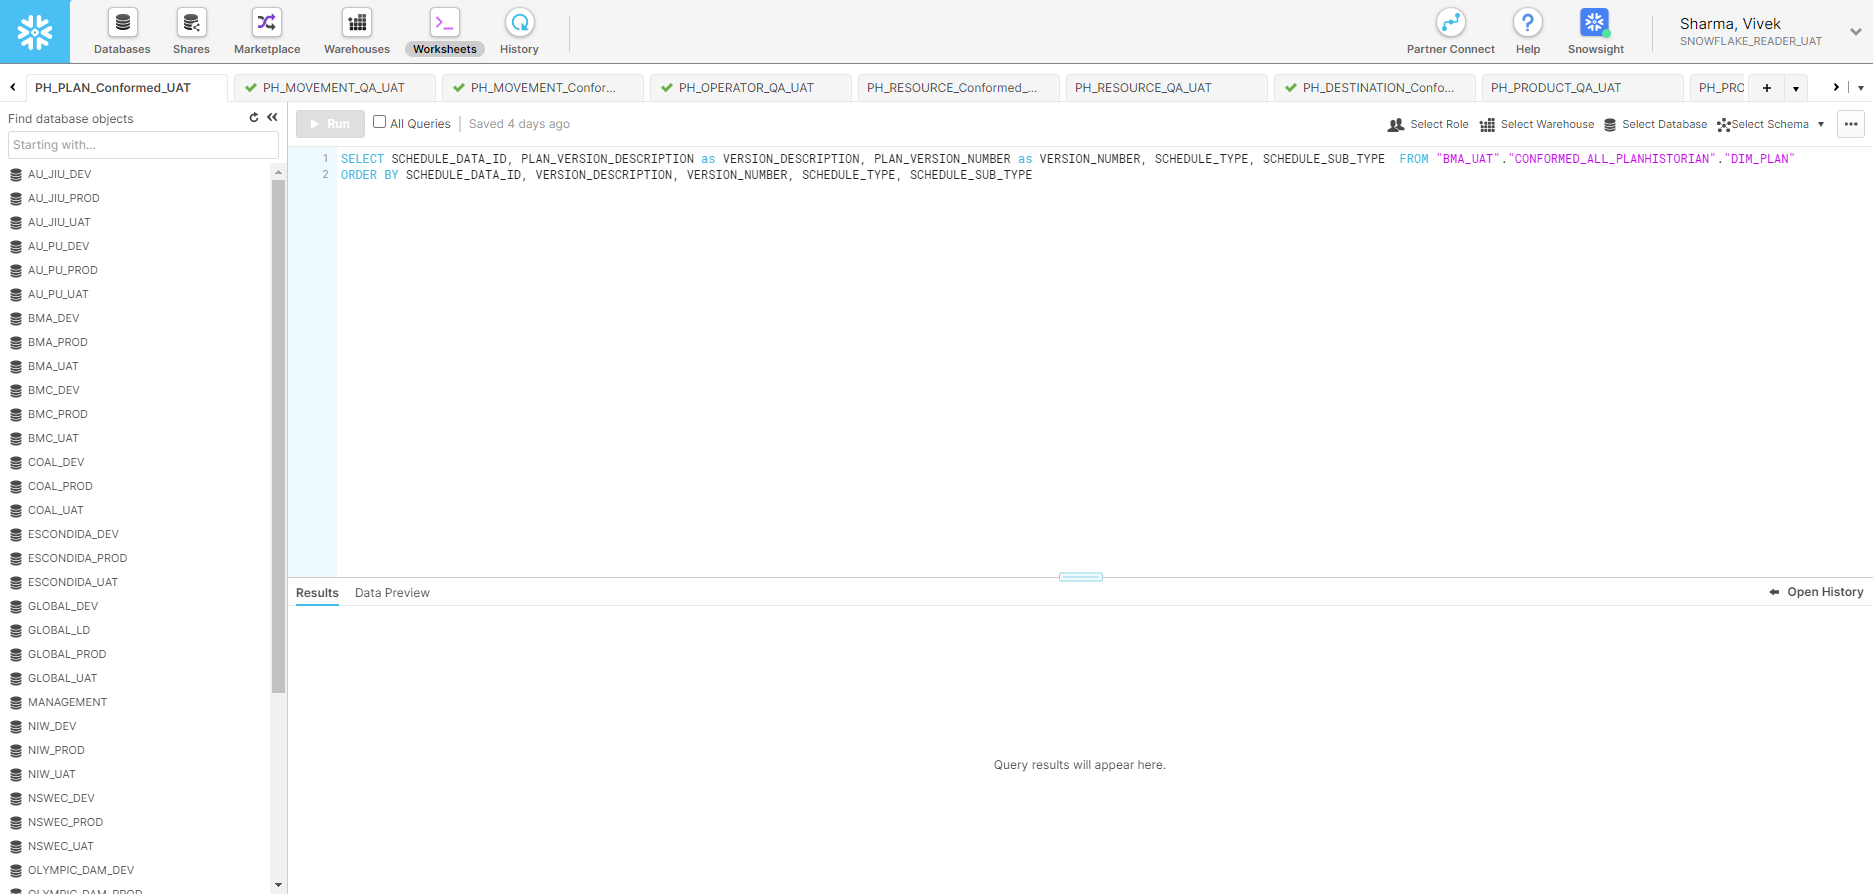 Databases
Shares
Marketplace
Warehouses
Worksheets
History
Partner Connect
Help
Snowsight
Sharma, Vivek
SNOWFLAKE_READER_UAT
PH_PLAN_Conformed_UAT
PH_MOVEMENT_QA_UAT
PH_MOVEMENT_Confor...
PH_OPERATOR_QA_UAT
PH_RESOURCE_Conformed_...
PH_RESOURCE_QA_UAT
PH_DESTINATION_Confo...
PH_PRODUCT_QA_UAT
PH_PRO
Find database objects
Starting with...
AU_JIU_DEV
AU_JIU_PROD
AU_JIU_UAT
AU_PU_DEV
AU_PU_PROD
AU_PU_UAT
BMA_DEV
BMA_PROD
BMA_UAT
BMC_DEV
BMC_PROD
BMC_UAT
COAL_DEV
COAL_PROD
COAL_UAT
ESCONDIDA_DEV
ESCONDIDA_PROD
ESCONDIDA_UAT
GLOBAL_DEV
GLOBAL_LD
GLOBAL_PROD
GLOBAL_UAT
MANAGEMENT
NIW_DEV
NIW_PROD
NIW_UAT
NSWEC_DEV
NSWEC_PROD
NSWEC_UAT
OLYMPIC_DAM_DEV
OLYMPIC_DAM_PROD
Run
All Queries
Saved 4 days ago
Select Role
Select Warehouse
Select Database
Select Schema
1 SELECT SCHEDULE_DATA_ID, PLAN_VERSION_DESCRIPTION as VERSION_DESCRIPTION, PLAN_VERSION_NUMBER as VERSION_NUMBER, SCHEDULE_TYPE, SCHEDULE_SUB_TYPE  FROM "BMA_UAT"."CONFORMED_ALL_PLANHISTORIAN"."DIM_PLAN"
2 ORDER BY SCHEDULE_DATA_ID, VERSION_DESCRIPTION, VERSION_NUMBER, SCHEDULE_TYPE, SCHEDULE_SUB_TYPE
Results
Data Preview
Open History
Query results will appear here.